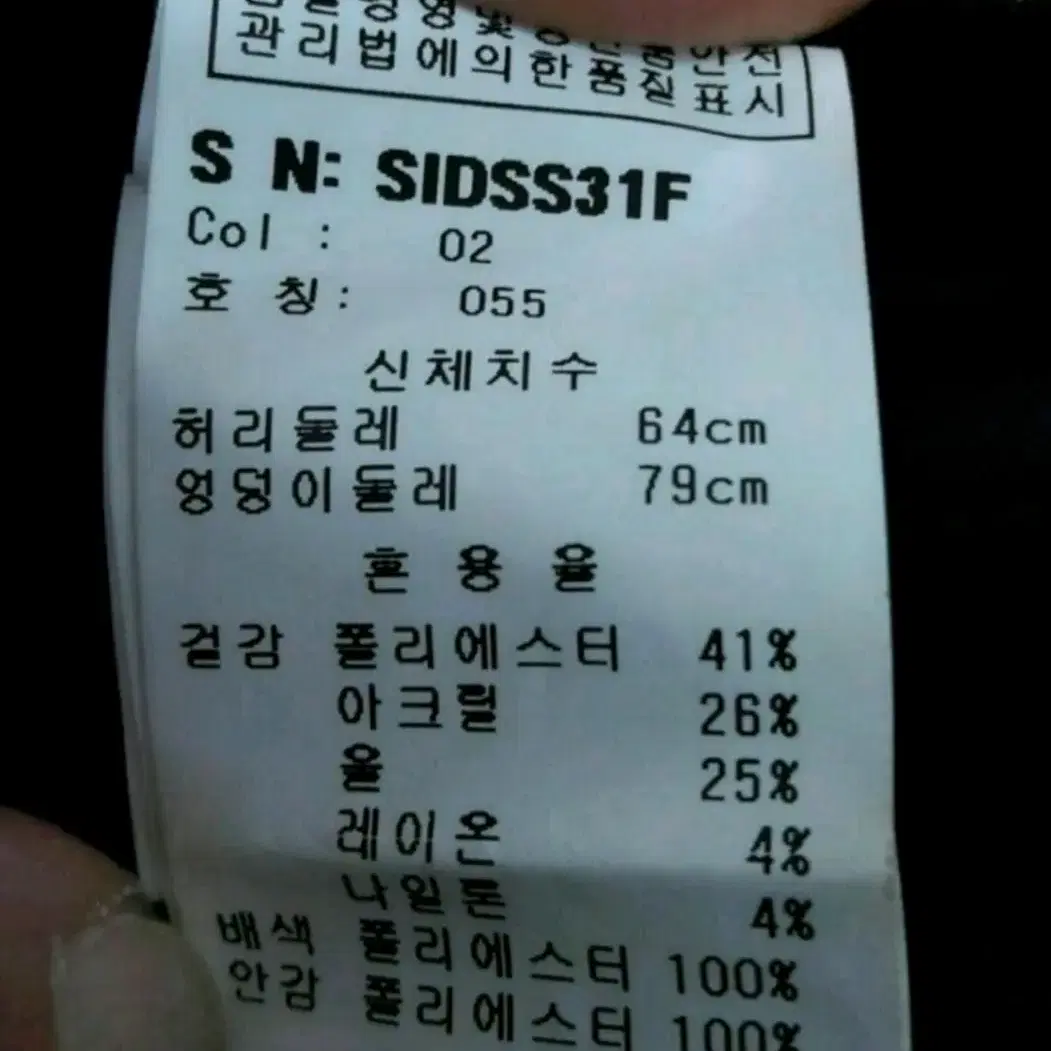 관리법에의한품질표시
S N: SIDSS31F
Col : 02
호 칭: 055
신체치수
허리둘레 64cm
엉덩이둘레 79cm
혼 용 율
겉감 폴리에스터 41%
아크릴 26%
울 25%
레이온 4%
나일론 4%
배색 폴리에스터 100%
안감 폴리에스터 100%